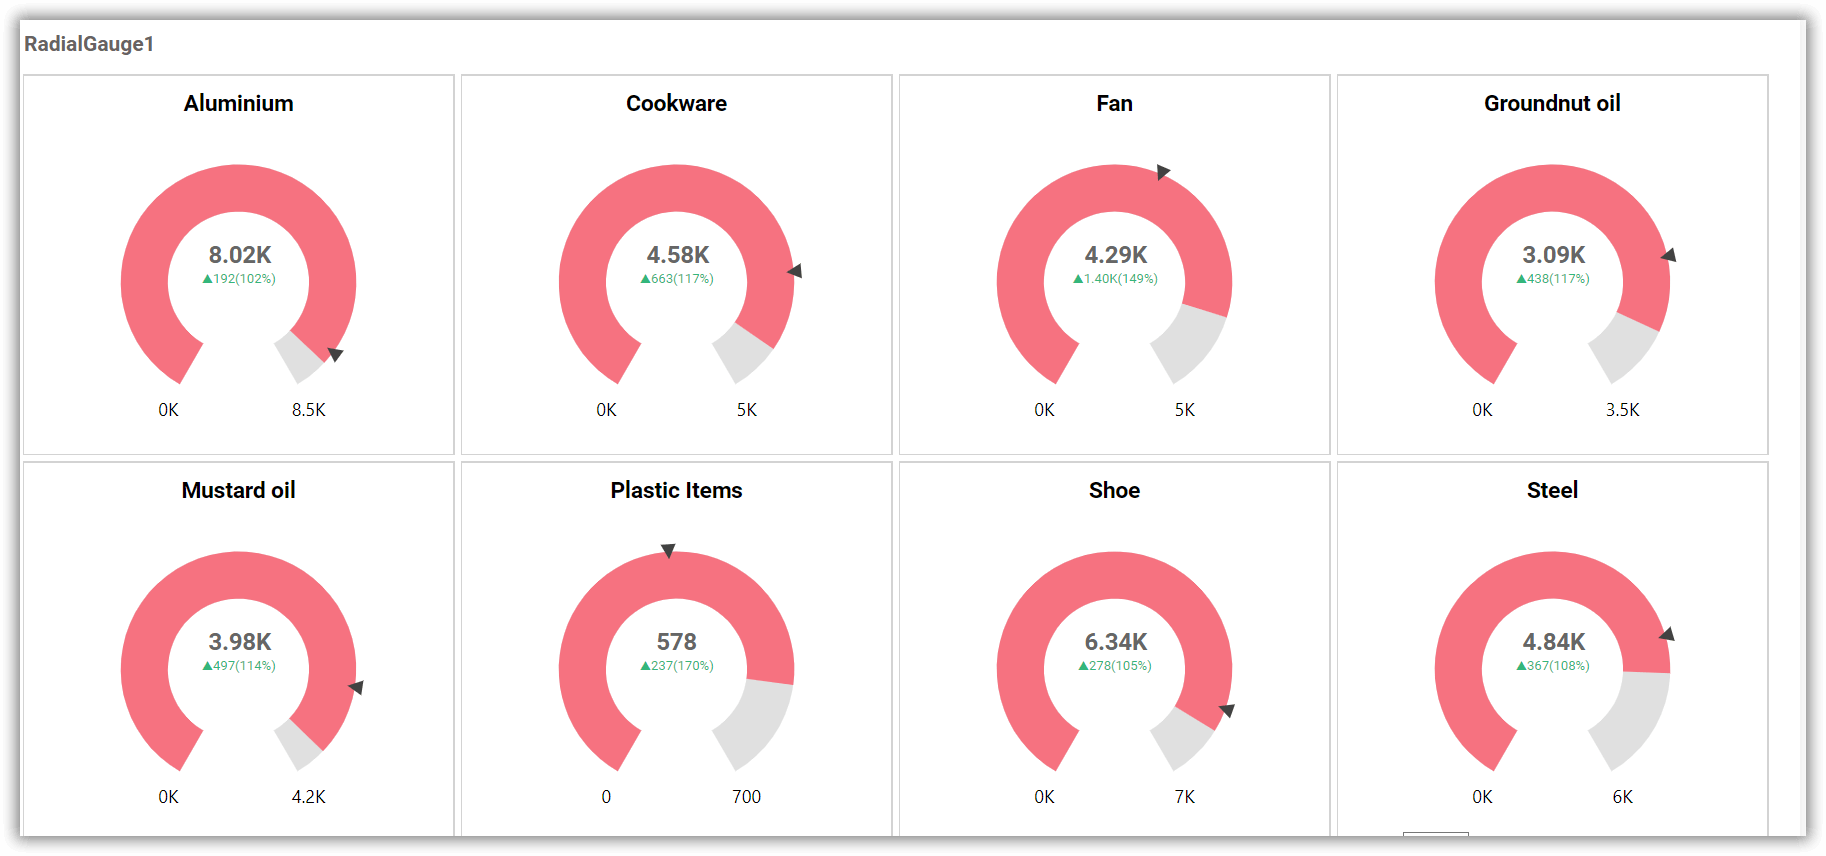 RadialGauge1
Aluminium
8.02K
▲192(102%)
0K 8.5K
Cookware
4.58K
▲663(117%)
0K 5K
Fan
4.29K
▲1.40K(149%)
0K 5K
Groundnut oil
3.09K
▲438(117%)
0K 3.5K
Mustard oil
3.98K
▲497(114%)
0K 4.2K
Plastic Items
578
▲237(170%)
0 700
Shoe
6.34K
▲278(105%)
0K 7K
Steel
4.84K
▲367(108%)
0K 6K